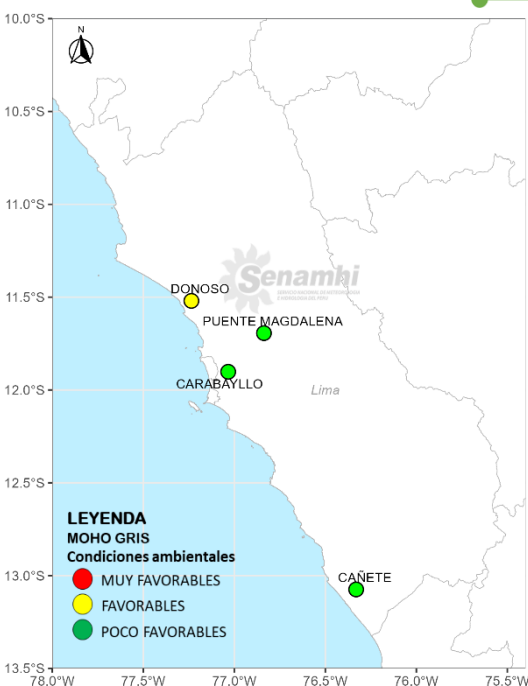 10.0°S
N
10.5°S
11.0°S
Senamhi
DONOSO
11.5°S
PUENTE MAGDALENA
12.0°S
CARABAYLLO
Lima
12.5°S
LEYENDA
MOHO GRIS
Condiciones ambientales
MUY FAVORABLES
FAVORABLES
POCO FAVORABLES
13.0°S
CAÑETE
13.5°S
78.0°W 77.5°W 77.0°W 76.5°W 76.0°W 75.5°W